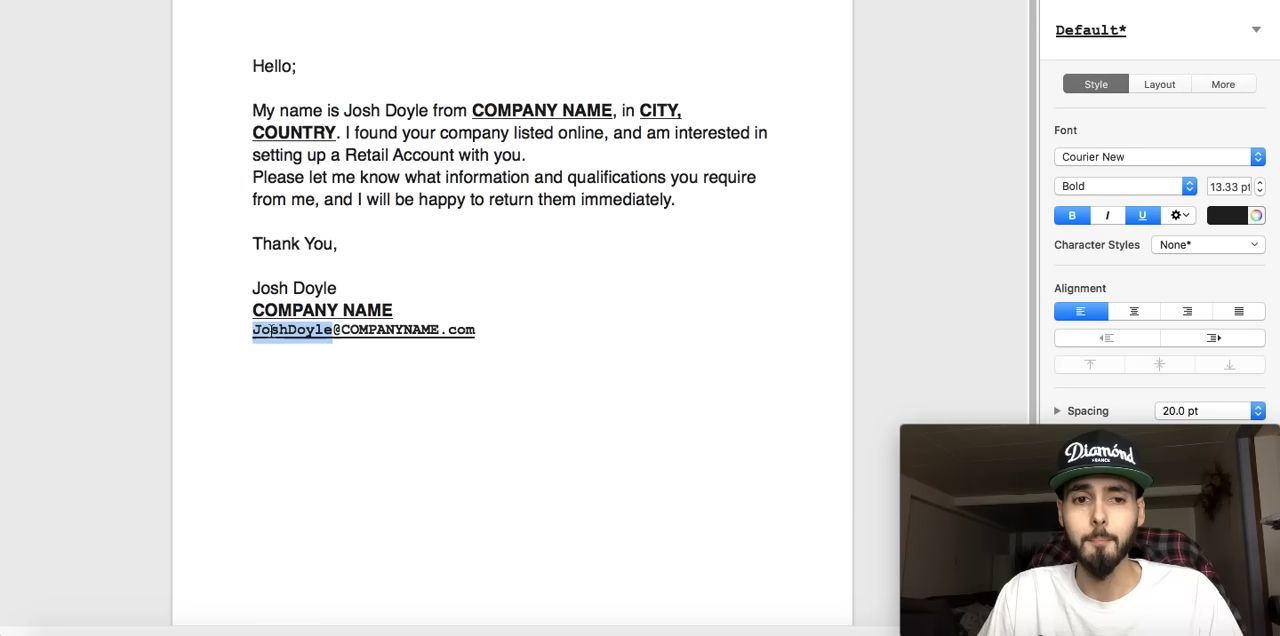 Hello;
My name is Josh Doyle from COMPANY NAME, in CITY,
COUNTRY. I found your company listed online, and am interested in
setting up a Retail Account with you.
Please let me know what information and qualifications you require
from me, and I will be happy to return them immediately.
Thank You,
Josh Doyle
COMPANY NAME
JoshDoyle@COMPANYNAME.com
Default*
Style Layout More
Font
Courier New
Bold 13.33 pt
B I U
Character Styles None*
Alignment
Spacing 20.0 pt
Diamónd